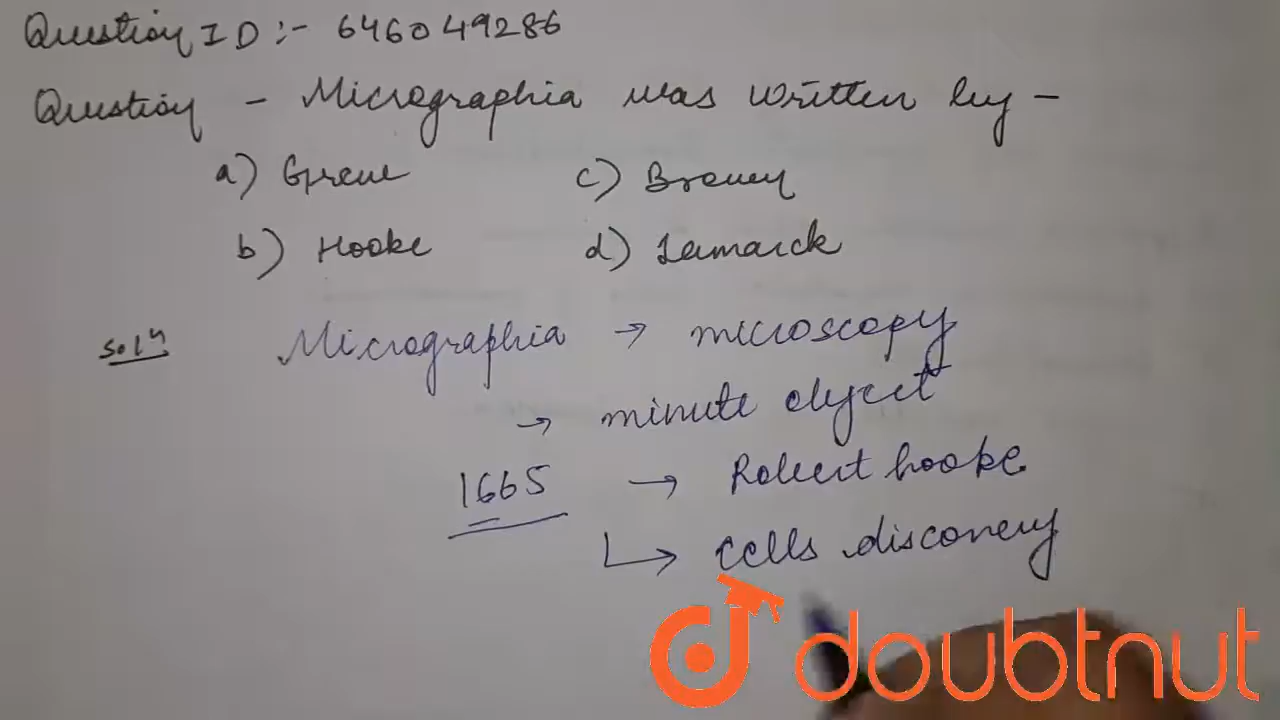 Question ID :- 646049286
Question - Micrographia was written by -
a) Grew c) Brown
b) Hooke d) Lamarck
Solⁿ Micrographia → microscopy
→ minute object
1665 → Robert hooke
↳ cells discovery
doubtnut